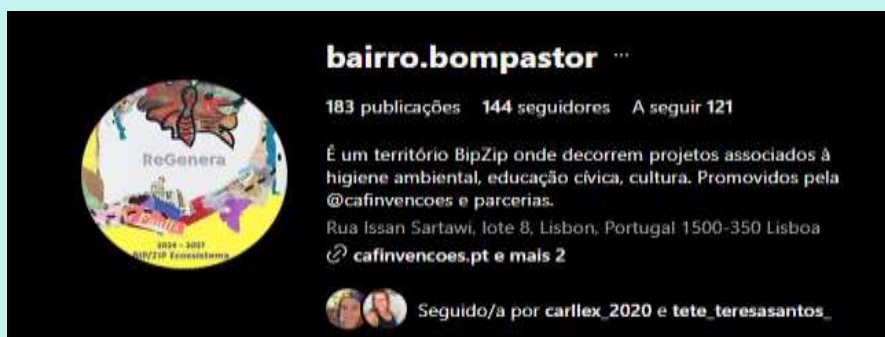 bairro.bompastor ...
183 publicações 144 seguidores A seguir 121
ReGenera
É um território BipZip onde decorrem projetos associados à
higiene ambiental, educação cívica, cultura. Promovidos pela
@cafinvencoes e parcerias.
Rua Issan Sartawi, lote 8, Lisbon, Portugal 1500-350 Lisboa
2024 - 2027
BIP/ZIP Ecossistema
cafinvencoes.pt e mais 2
Seguido/a por carllex_2020 e tete_teresasantos_